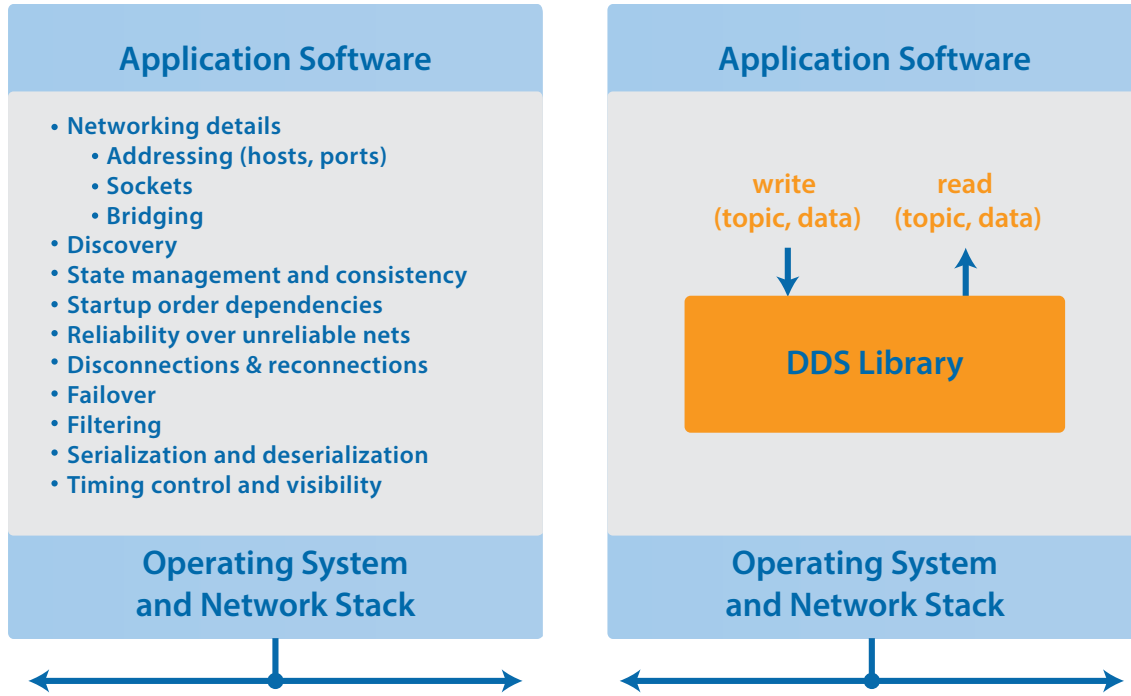 Application Software
• Networking details
• Addressing (hosts, ports)
• Sockets
• Bridging
• Discovery
• State management and consistency
• Startup order dependencies
• Reliability over unreliable nets
• Disconnections & reconnections
• Failover
• Filtering
• Serialization and deserialization
• Timing control and visibility
Operating System
and Network Stack
Application Software
write
(topic, data)
read
(topic, data)
DDS Library
Operating System
and Network Stack